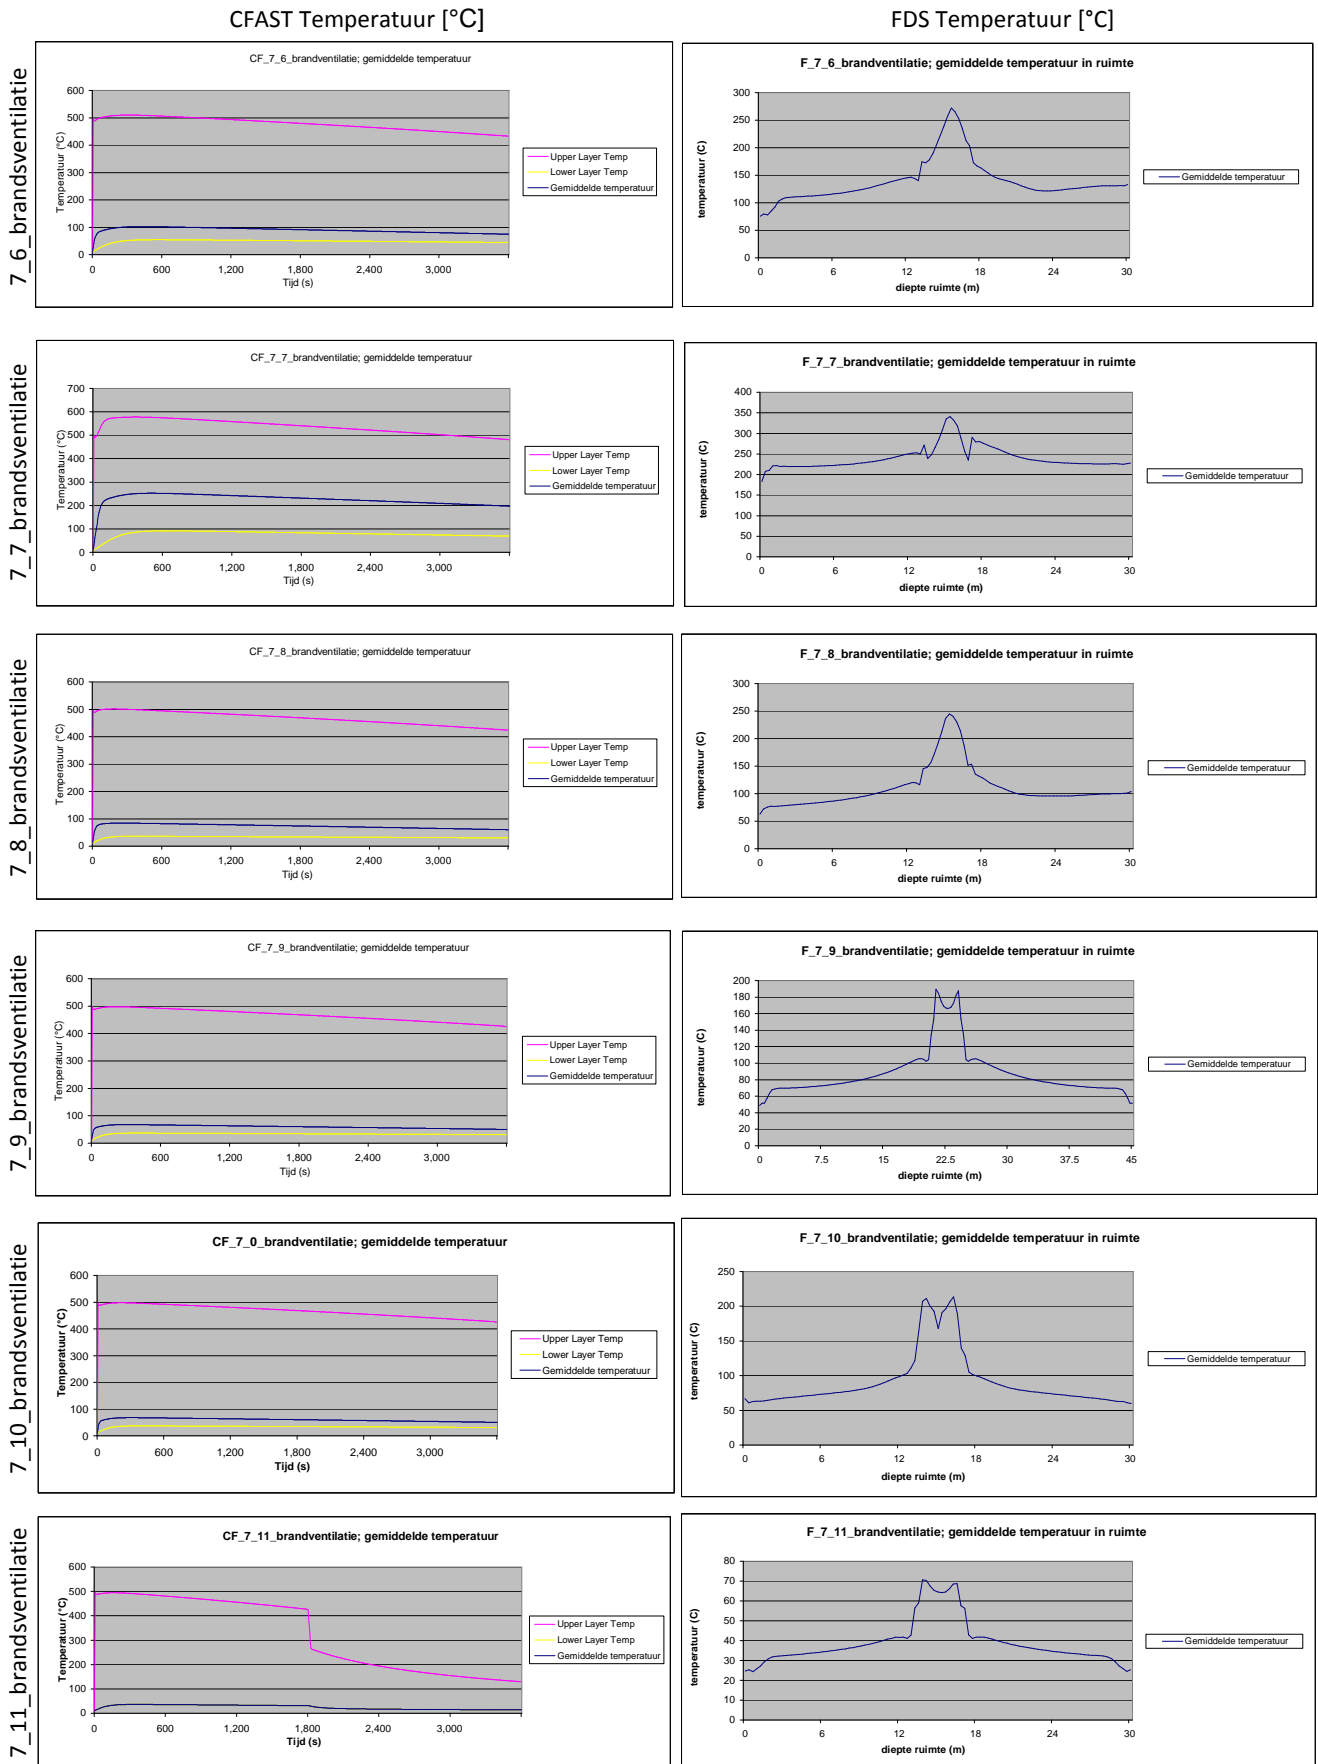 CFAST Temperatuur [°C]
FDS Temperatuur [°C]
7_6_brandsventilatie
CF_7_6_brandventilatie; gemiddelde temperatuur
600
500
400
300
200
100
0
Temperatuur (°C)
0 600 1,200 1,800 2,400 3,000
Tijd (s)
Upper Layer Temp
Lower Layer Temp
Gemiddelde temperatuur
F_7_6_brandventilatie; gemiddelde temperatuur in ruimte
300
250
200
150
100
50
0
temperatuur (C)
0 6 12 18 24 30
diepte ruimte (m)
Gemiddelde temperatuur
7_7_brandsventilatie
CF_7_7_brandventilatie; gemiddelde temperatuur
700
600
500
400
300
200
100
0
Temperatuur (°C)
0 600 1,200 1,800 2,400 3,000
Tijd (s)
Upper Layer Temp
Lower Layer Temp
Gemiddelde temperatuur
F_7_7_brandventilatie; gemiddelde temperatuur in ruimte
400
350
300
250
200
150
100
50
0
temperatuur (C)
0 6 12 18 24 30
diepte ruimte (m)
Gemiddelde temperatuur
7_8_brandsventilatie
CF_7_8_brandventilatie; gemiddelde temperatuur
600
500
400
300
200
100
0
Temperatuur (°C)
0 600 1,200 1,800 2,400 3,000
Tijd (s)
Upper Layer Temp
Lower Layer Temp
Gemiddelde temperatuur
F_7_8_brandventilatie; gemiddelde temperatuur in ruimte
300
250
200
150
100
50
0
temperatuur (C)
0 6 12 18 24 30
diepte ruimte (m)
Gemiddelde temperatuur
7_9_brandsventilatie
CF_7_9_brandventilatie; gemiddelde temperatuur
600
500
400
300
200
100
0
Temperatuur (°C)
0 600 1,200 1,800 2,400 3,000
Tijd (s)
Upper Layer Temp
Lower Layer Temp
Gemiddelde temperatuur
F_7_9_brandventilatie; gemiddelde temperatuur in ruimte
200
180
160
140
120
100
80
60
40
20
0
temperatuur (C)
0 7.5 15 22.5 30 37.5 45
diepte ruimte (m)
Gemiddelde temperatuur
7_10_brandsventilatie
CF_7_0_brandventilatie; gemiddelde temperatuur
600
500
400
300
200
100
0
Temperatuur (°C)
0 600 1,200 1,800 2,400 3,000
Tijd (s)
Upper Layer Temp
Lower Layer Temp
Gemiddelde temperatuur
F_7_10_brandventilatie; gemiddelde temperatuur in ruimte
250
200
150
100
50
0
temperatuur (C)
0 6 12 18 24 30
diepte ruimte (m)
Gemiddelde temperatuur
7_11_brandsventilatie
CF_7_11_brandventilatie; gemiddelde temperatuur
600
500
400
300
200
100
0
Temperatuur (°C)
0 600 1,200 1,800 2,400 3,000
Tijd (s)
Upper Layer Temp
Lower Layer Temp
Gemiddelde temperatuur
F_7_11_brandventilatie; gemiddelde temperatuur in ruimte
80
70
60
50
40
30
20
10
0
temperatuur (C)
0 6 12 18 24 30
diepte ruimte (m)
Gemiddelde temperatuur